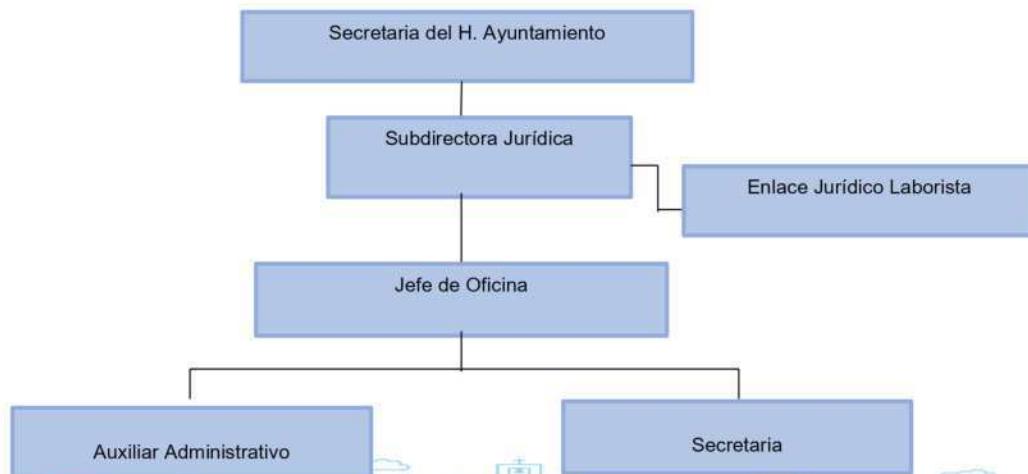 Secretaria del H. Ayuntamiento
Subdirectora Jurídica
Enlace Jurídico Laborista
Jefe de Oficina
Auxiliar Administrativo
Secretaria